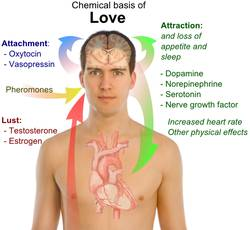 Chemical basis of
Love
Attachment:
- Oxytocin
- Vasopressin
Pheromones
Lust:
- Testosterone
- Estrogen
Attraction:
and loss of
appetite and
sleep
- Dopamine
- Norepinephrine
- Serotonin
- Nerve growth factor
Increased heart rate
Other physical effects